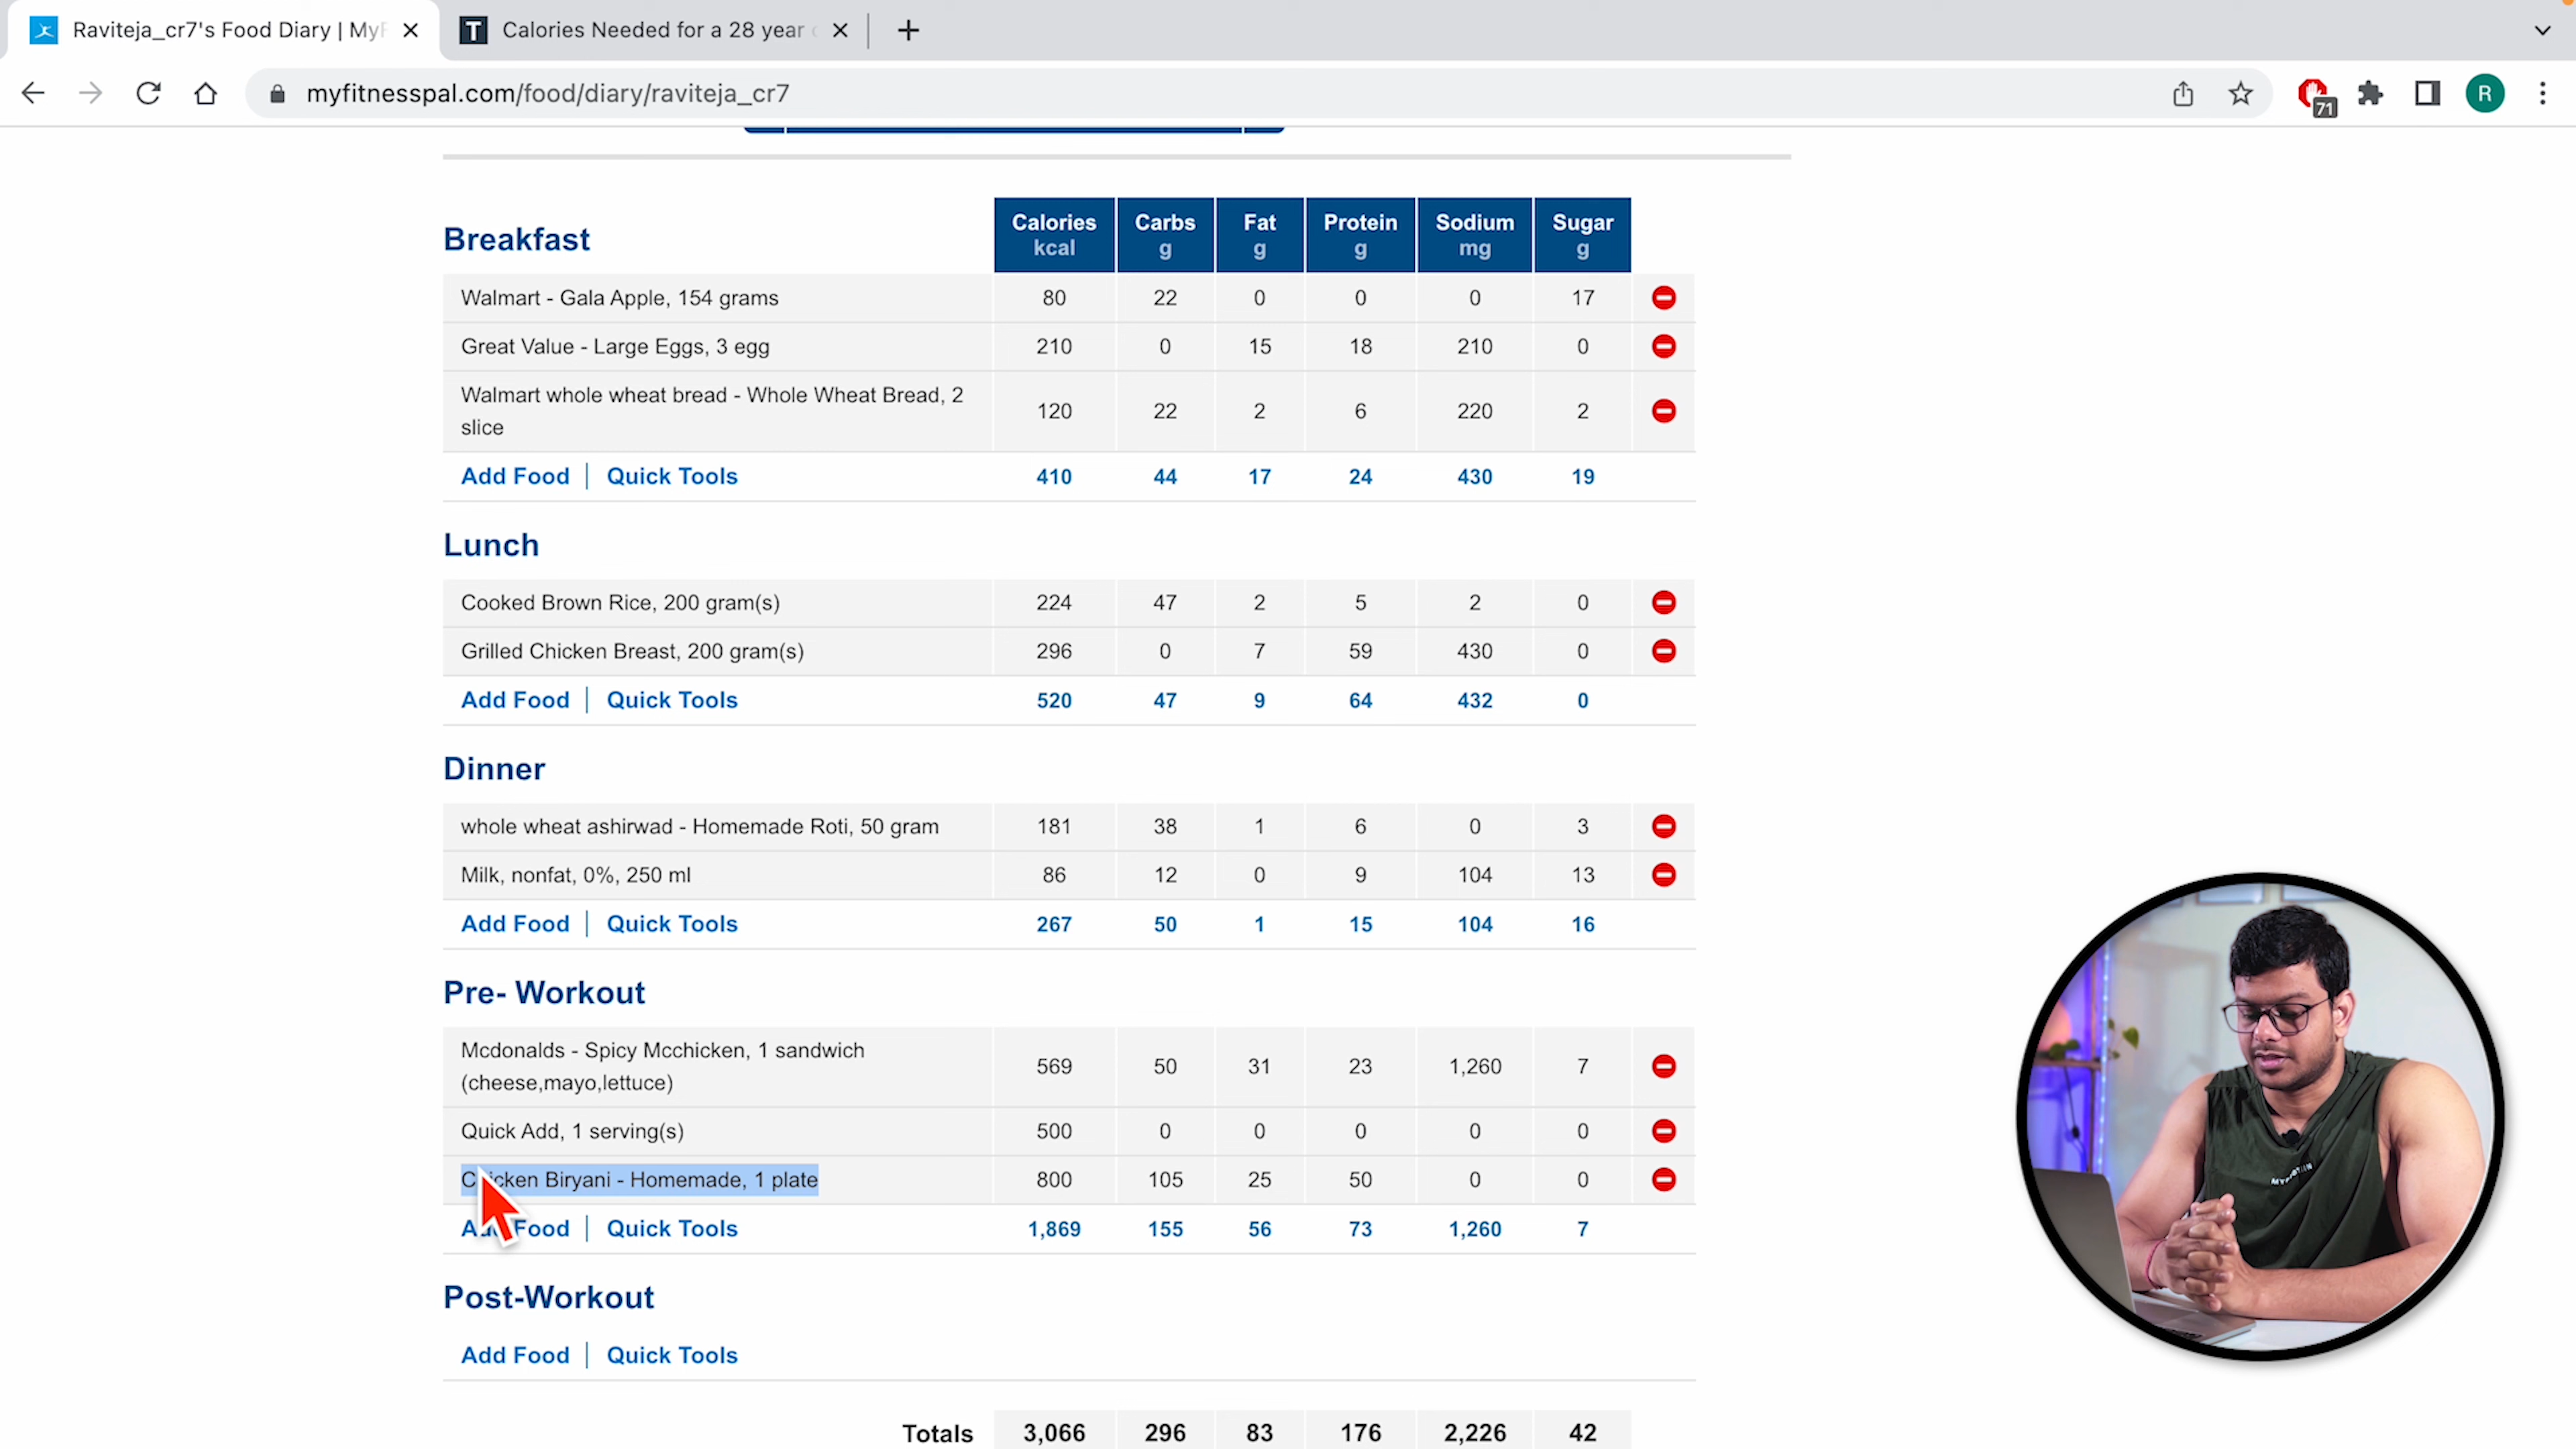 Raviteja_cr7's Food Diary | MyF
T Calories Needed for a 28 year
myfitnesspal.com/food/diary/raviteja_cr7
71
R
Breakfast
Calories kcal Carbs g Fat g Protein g Sodium mg Sugar g
Walmart - Gala Apple, 154 grams 80 22 0 0 0 17
Great Value - Large Eggs, 3 egg 210 0 15 18 210 0
Walmart whole wheat bread - Whole Wheat Bread, 2
slice 120 22 2 6 220 2
Add Food | Quick Tools 410 44 17 24 430 19
Lunch
Cooked Brown Rice, 200 gram(s) 224 47 2 5 2 0
Grilled Chicken Breast, 200 gram(s) 296 0 7 59 430 0
Add Food | Quick Tools 520 47 9 64 432 0
Dinner
whole wheat ashirwad - Homemade Roti, 50 gram 181 38 1 6 0 3
Milk, nonfat, 0%, 250 ml 86 12 0 9 104 13
Add Food | Quick Tools 267 50 1 15 104 16
Pre- Workout
Mcdonalds - Spicy Mcchicken, 1 sandwich
(cheese,mayo,lettuce) 569 50 31 23 1,260 7
Quick Add, 1 serving(s) 500 0 0 0 0 0
Chicken Biryani - Homemade, 1 plate 800 105 25 50 0 0
Add Food | Quick Tools 1,869 155 56 73 1,260 7
Post-Workout
Add Food | Quick Tools
Totals 3,066 296 83 176 2,226 42